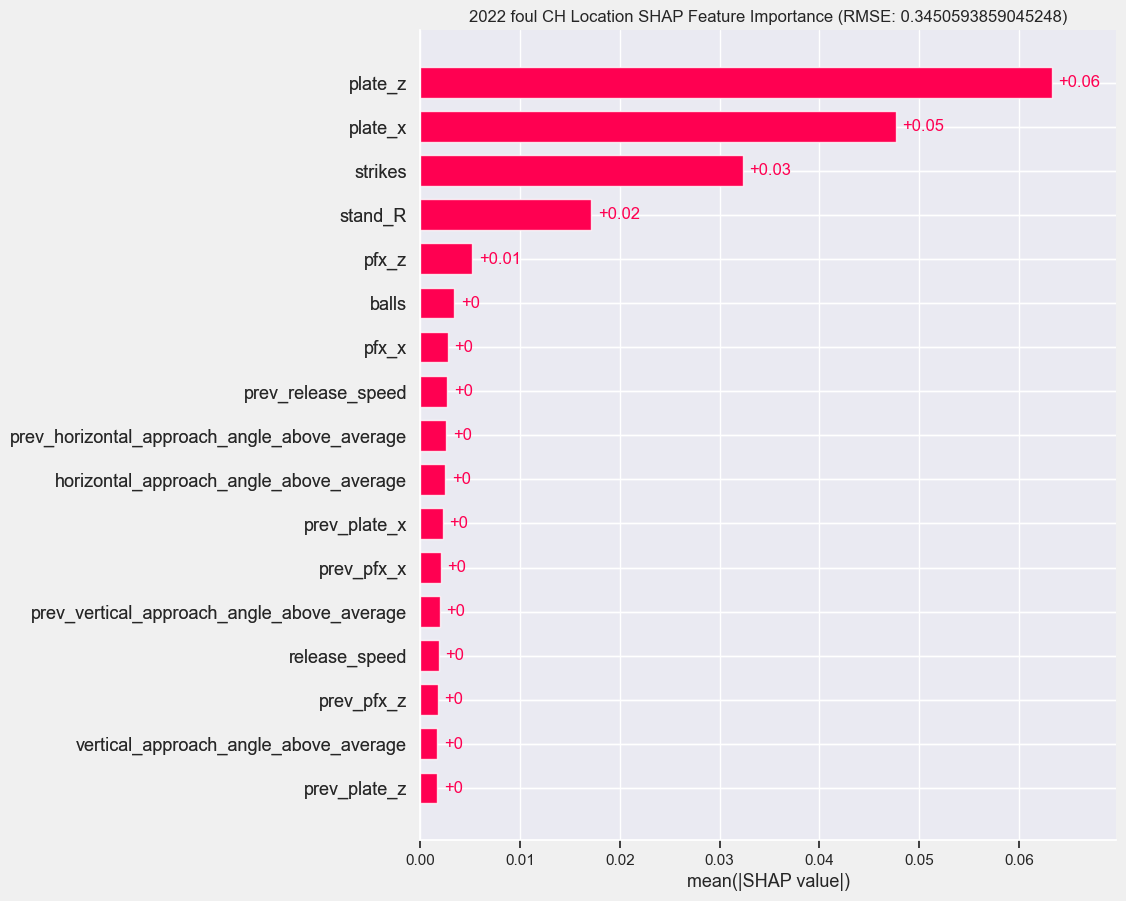 2022 foul CH Location SHAP Feature Importance (RMSE: 0.3450593859045248)
plate_z +0.06
plate_x +0.05
strikes +0.03
stand_R +0.02
pfx_z +0.01
balls +0
pfx_x +0
prev_release_speed +0
prev_horizontal_approach_angle_above_average +0
horizontal_approach_angle_above_average +0
prev_plate_x +0
prev_pfx_x +0
prev_vertical_approach_angle_above_average +0
release_speed +0
prev_pfx_z +0
vertical_approach_angle_above_average +0
prev_plate_z +0
0.00 0.01 0.02 0.03 0.04 0.05 0.06
mean(|SHAP value|)